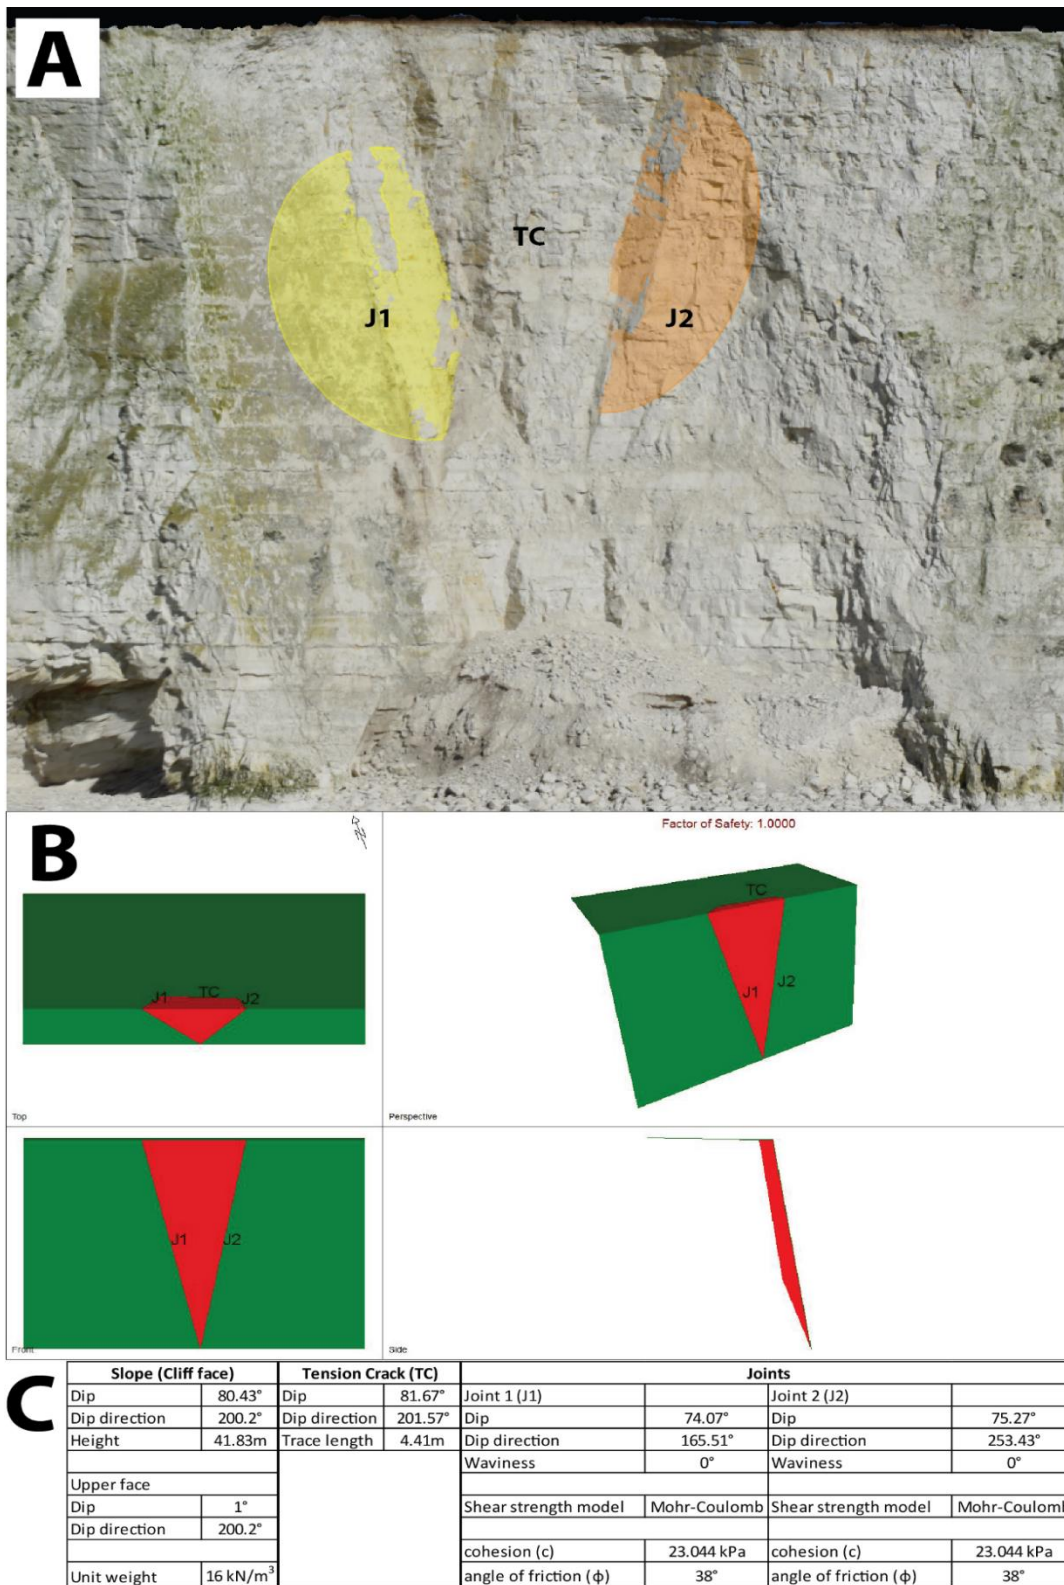 A
TC
J1
J2
B
N
Factor of Safety: 1.0000
J1 TC J2
TC
J1 J2
Top
Perspective
J1 J2
Front
Side
C
Slope (Cliff face) Tension Crack (TC) Joints
Dip 80.43° Dip 81.67° Joint 1 (J1) Joint 2 (J2)
Dip direction 200.2° Dip direction 201.57° Dip 74.07° Dip 75.27°
Height 41.83m Trace length 4.41m Dip direction 165.51° Dip direction 253.43°
Waviness 0° Waviness 0°
Upper face
Dip 1° Shear strength model Mohr-Coulomb Shear strength model Mohr-Coulomb
Dip direction 200.2°
cohesion (c) 23.044 kPa cohesion (c) 23.044 kPa
Unit weight 16 kN/m³ angle of friction (ϕ) 38° angle of friction (ϕ) 38°